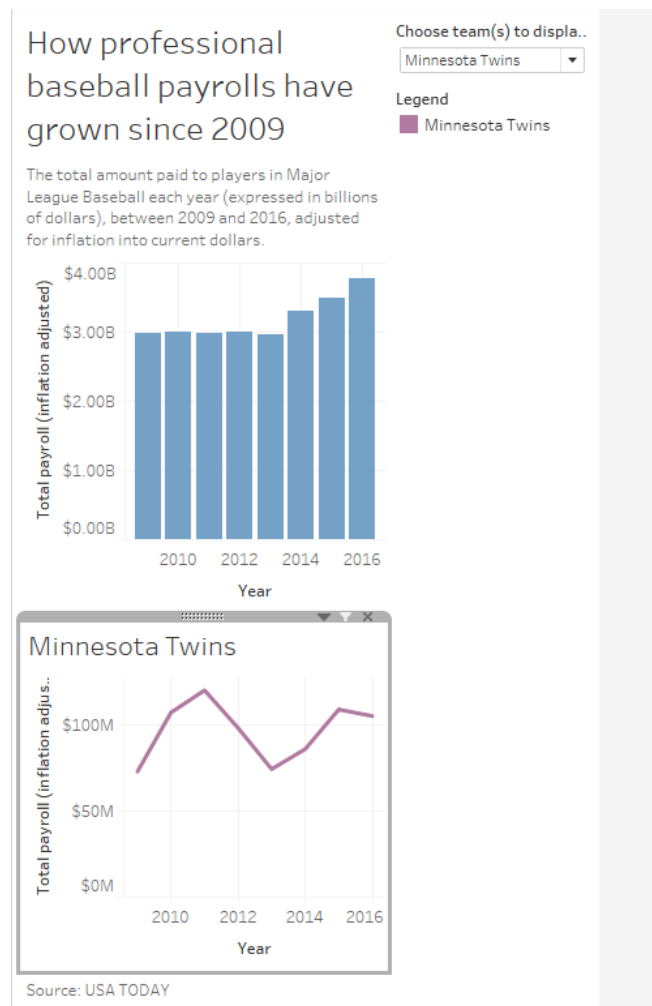 How professional
baseball payrolls have
grown since 2009
Choose team(s) to displa..
Minnesota Twins
Legend
Minnesota Twins
The total amount paid to players in Major
League Baseball each year (expressed in billions
of dollars), between 2009 and 2016, adjusted
for inflation into current dollars.
Total payroll (inflation adjusted)
$4.00B
$3.00B
$2.00B
$1.00B
$0.00B
2010 2012 2014 2016
Year
Minnesota Twins
Total payroll (inflation adjus..
$100M
$50M
$0M
2010 2012 2014 2016
Year
Source: USA TODAY